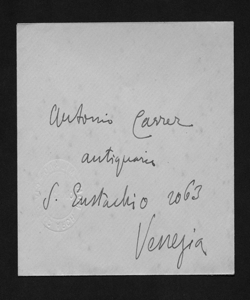 Antonio Carrer
antiquario
S. Eustachio 2063
Venezia